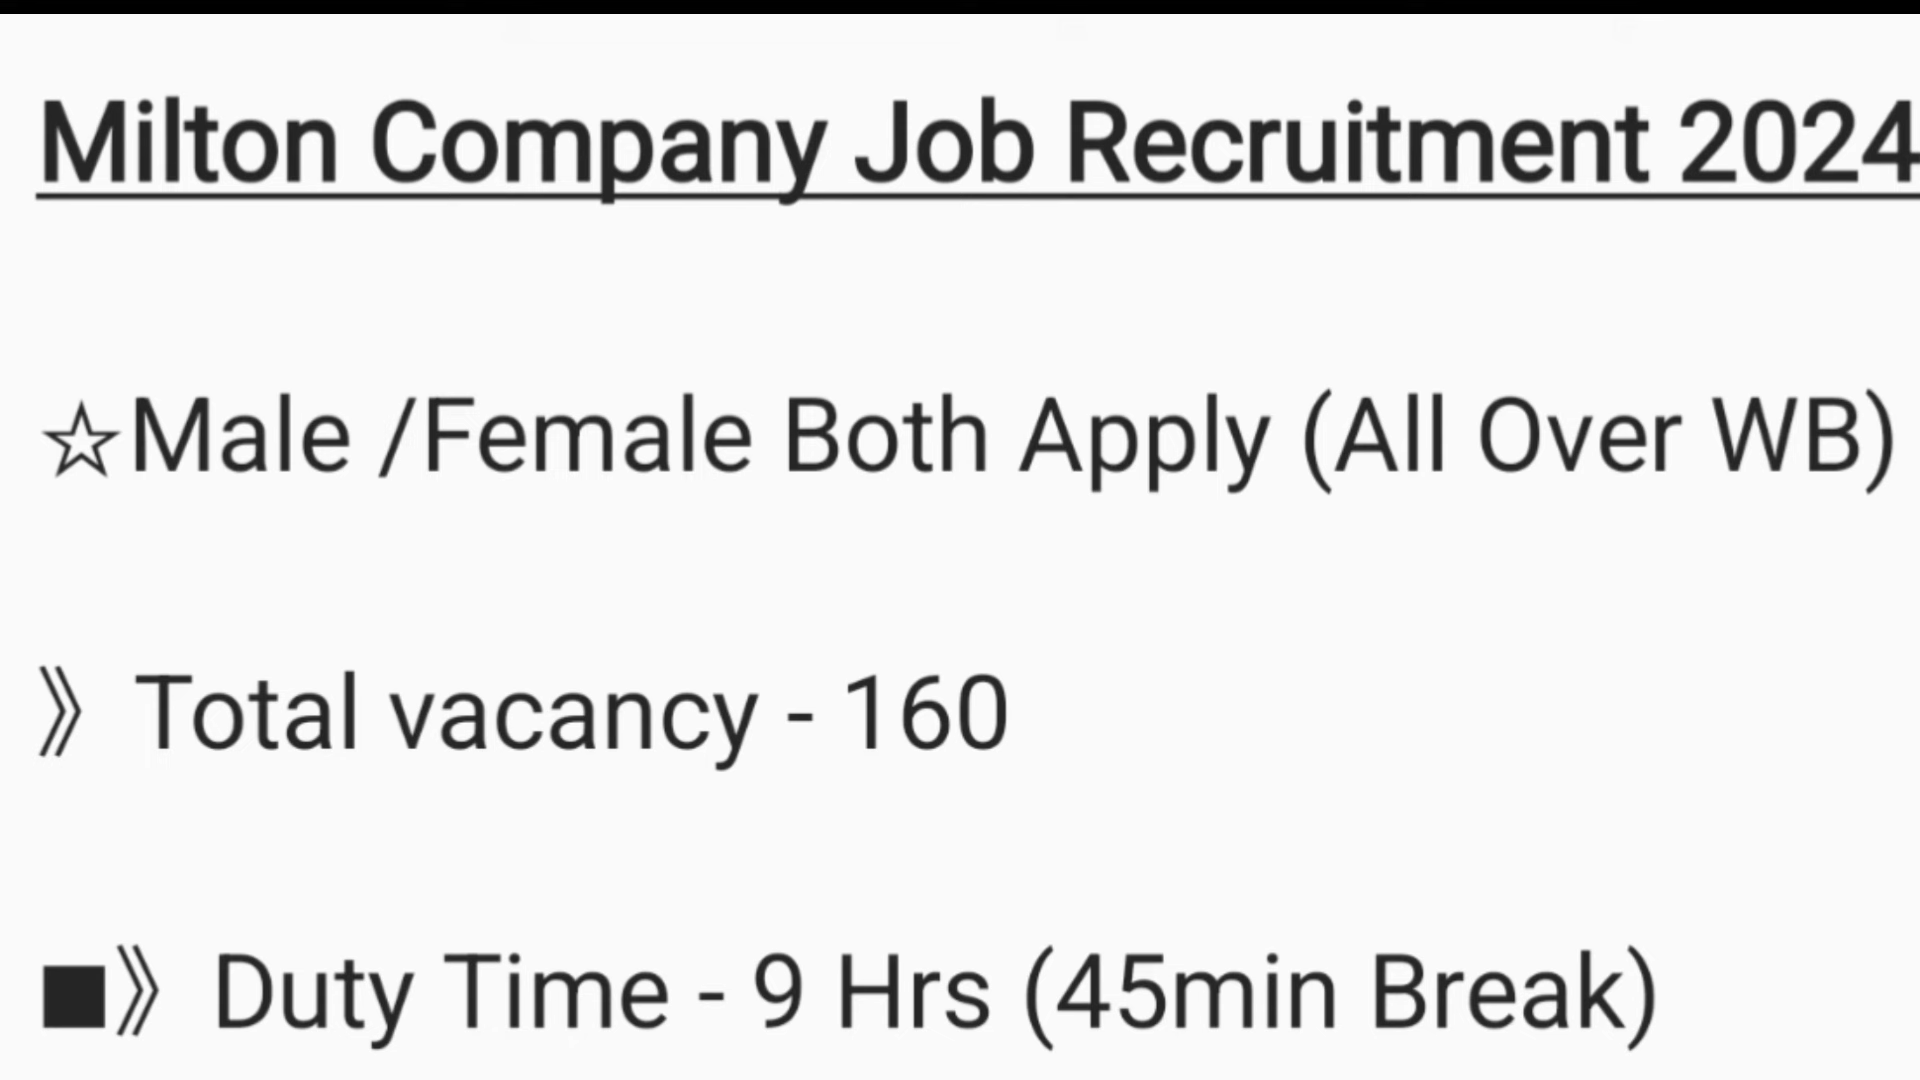 Milton Company Job Recruitment 2024
☆Male /Female Both Apply (All Over WB)
》Total vacancy - 160
■》Duty Time - 9 Hrs (45min Break)